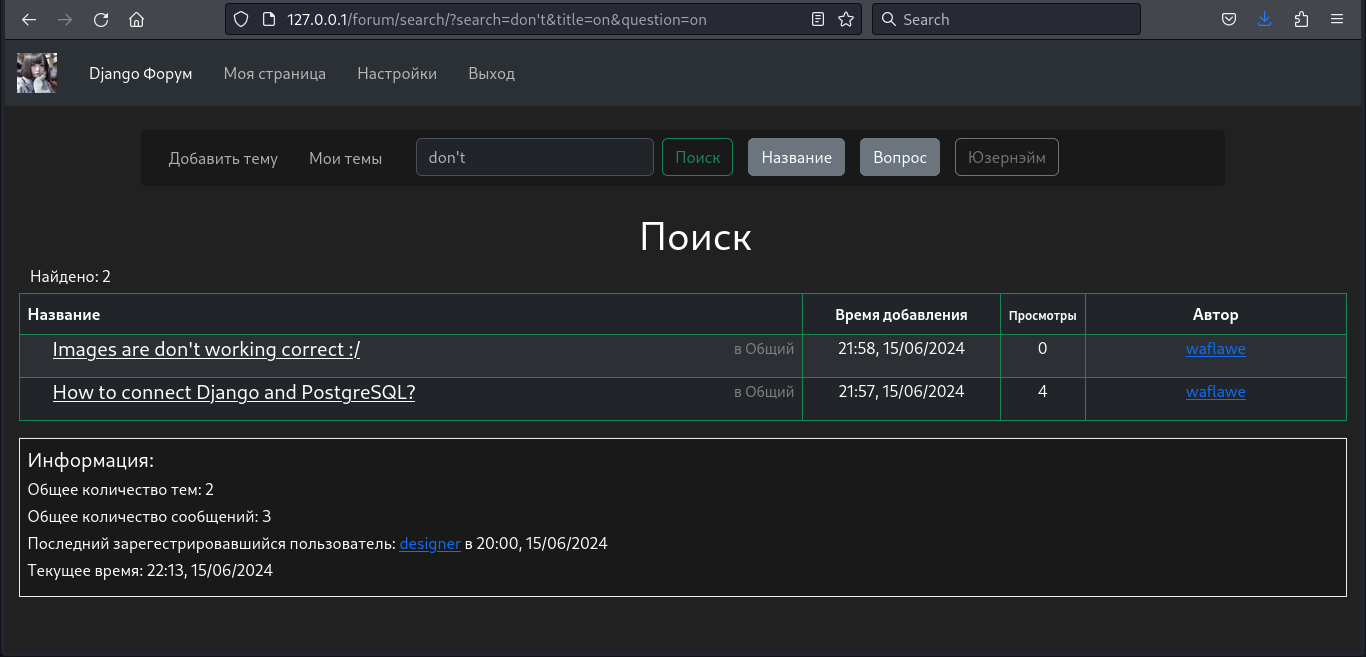 127.0.0.1/forum/search/?search=don't&title=on&question=on Search
Django Форум Моя страница Настройки Выход
Добавить тему Мои темы don't Поиск Название Вопрос Юзернэйм
Поиск
Найдено: 2
Название Время добавления Просмотры Автор
Images are don't working correct :/ в Общий 21:58, 15/06/2024 0 waflawe
How to connect Django and PostgreSQL? в Общий 21:57, 15/06/2024 4 waflawe
Информация:
Общее количество тем: 2
Общее количество сообщений: 3
Последний зарегестрировавшийся пользователь: designer в 20:00, 15/06/2024
Текущее время: 22:13, 15/06/2024